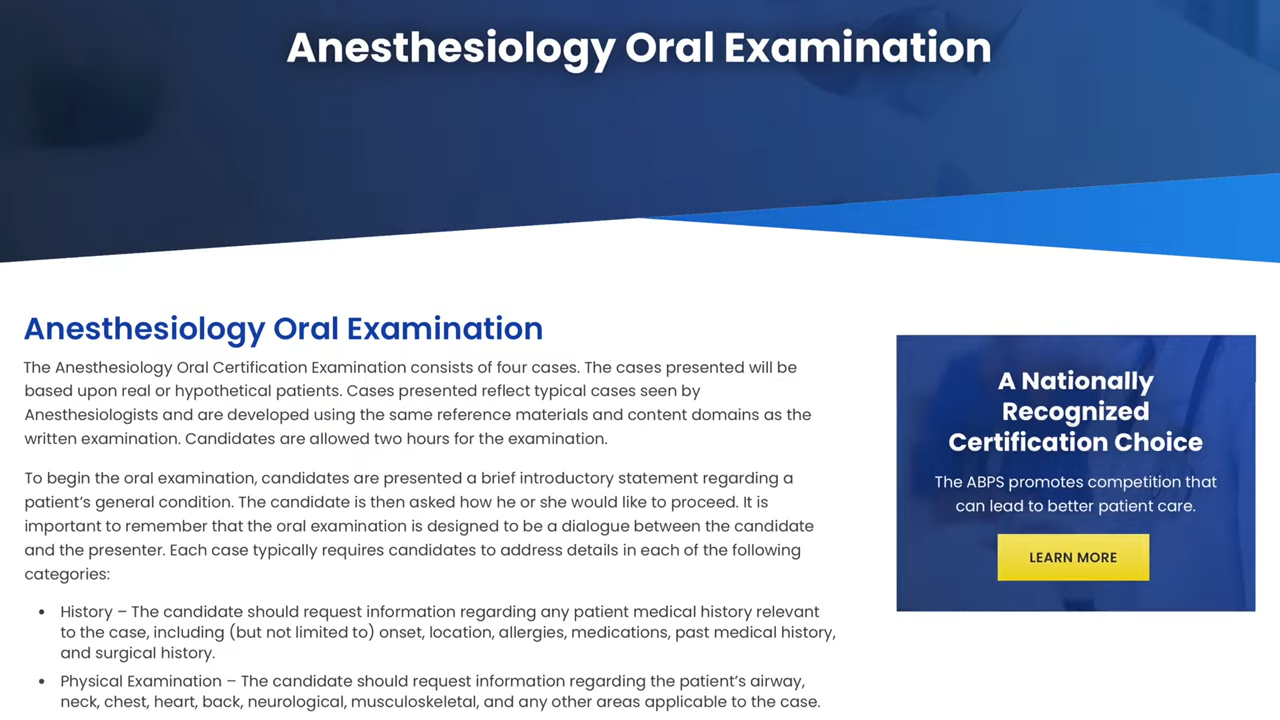 Anesthesiology Oral Examination
Anesthesiology Oral Examination
The Anesthesiology Oral Certification Examination consists of four cases. The cases presented will be
based upon real or hypothetical patients. Cases presented reflect typical cases seen by
Anesthesiologists and are developed using the same reference materials and content domains as the
written examination. Candidates are allowed two hours for the examination.
To begin the oral examination, candidates are presented a brief introductory statement regarding a
patient’s general condition. The candidate is then asked how he or she would like to proceed. It is
important to remember that the oral examination is designed to be a dialogue between the candidate
and the presenter. Each case typically requires candidates to address details in each of the following
categories:
• History – The candidate should request information regarding any patient medical history relevant
to the case, including (but not limited to) onset, location, allergies, medications, past medical history,
and surgical history.
• Physical Examination – The candidate should request information regarding the patient’s airway,
neck, chest, heart, back, neurological, musculoskeletal, and any other areas applicable to the case.
A Nationally
Recognized
Certification Choice
The ABPS promotes competition that
can lead to better patient care.
LEARN MORE